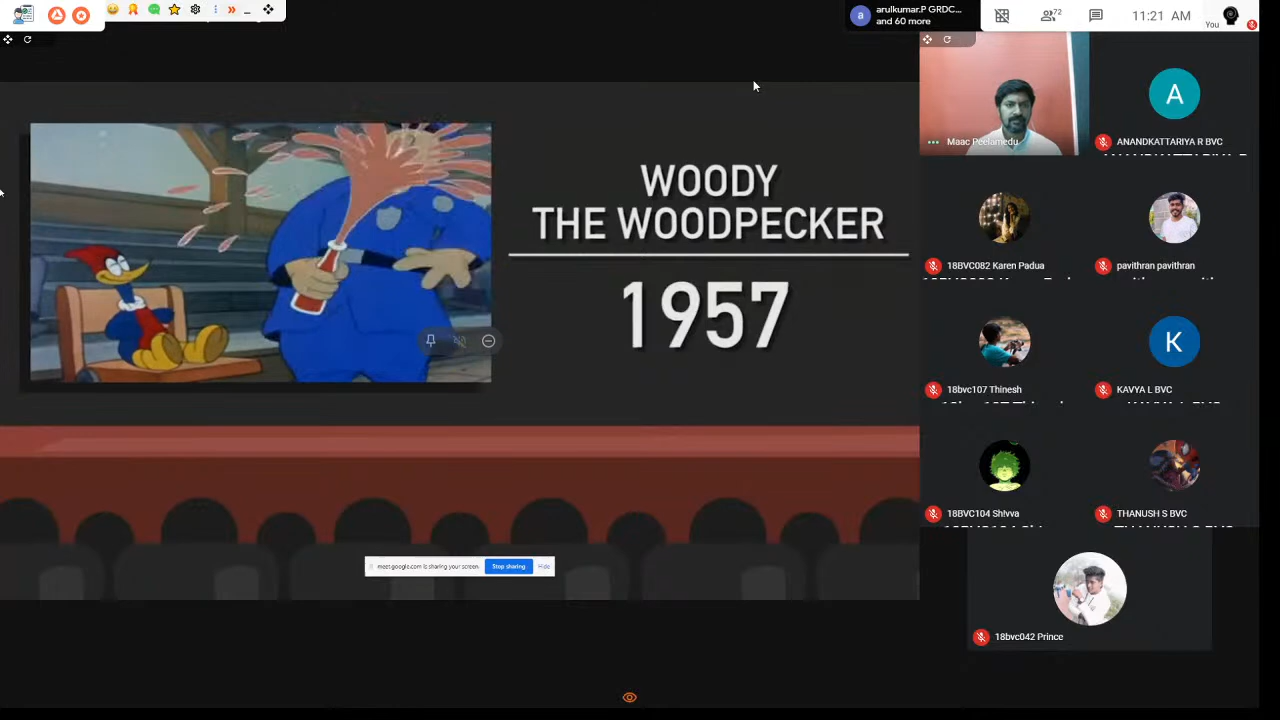 arulkumar.P GRDC...
and 60 more
72
11:21 AM
You
Maac Peelamedu
A
ANANDKATTARIYA R BVC
WOODY
THE WOODPECKER
1957
18BVC082 Karen Padua
pavithran pavithran
18bvc107 Thinesh
K
KAVYA L BVC
18BVC104 Sh!vva
THANUSH S BVC
meet.google.com is sharing your screen.
Stop sharing
Hide
18bvc042 Prince